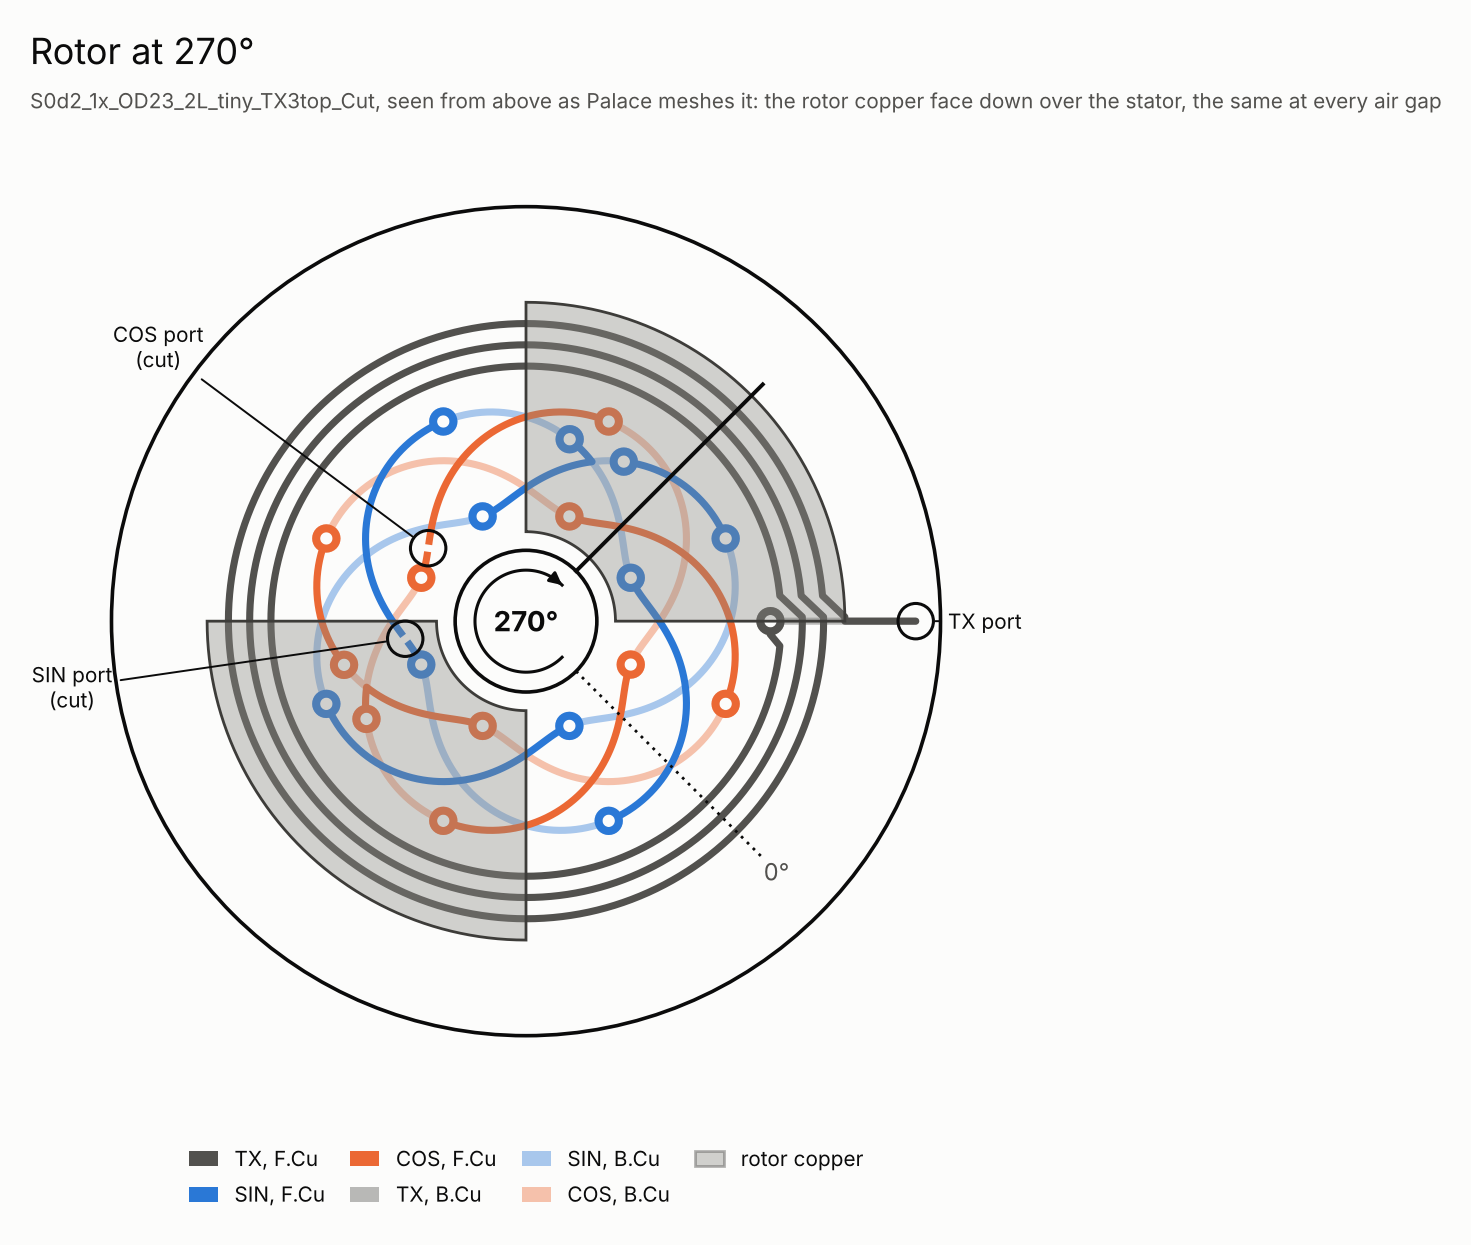 Rotor at 270°
S0d2_1x_OD23_2L_tiny_TX3top_Cut, seen from above as Palace meshes it: the rotor copper face down over the stator, the same at every air gap
COS port
(cut)
270°
TX port
SIN port
(cut)
0°
TX, F.Cu
COS, F.Cu
SIN, B.Cu
rotor copper
SIN, F.Cu
TX, B.Cu
COS, B.Cu